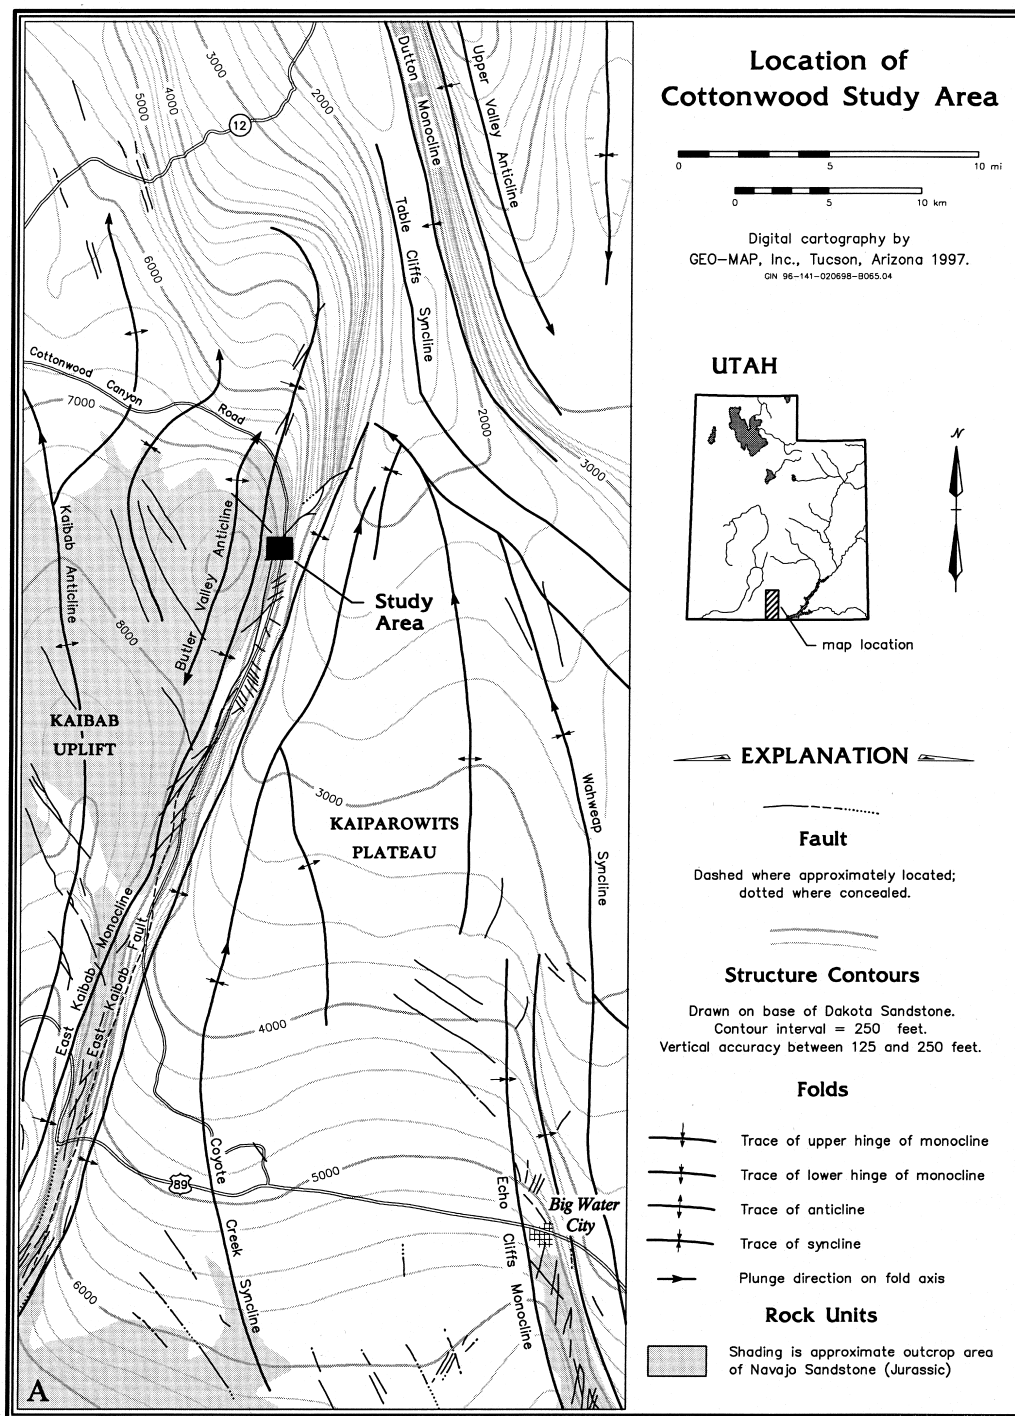 Location of
Cottonwood Study Area
0 5 10 mi
0 5 10 km
Digital cartography by
GEO-MAP, Inc., Tucson, Arizona 1997.
GIN 96-141-020698-B065.04
UTAH
N
map location
EXPLANATION
Fault
Dashed where approximately located;
dotted where concealed.
Structure Contours
Drawn on base of Dakota Sandstone.
Contour interval = 250 feet.
Vertical accuracy between 125 and 250 feet.
Folds
Trace of upper hinge of monocline
Trace of lower hinge of monocline
Trace of anticline
Trace of syncline
Plunge direction on fold axis
Rock Units
Shading is approximate outcrop area
of Navajo Sandstone (Jurassic)
3000
4000
5000
2000
12
Dutton Monocline
Upper Valley Anticline
Table Cliffs Syncline
6000
Cottonwood Canyon Road
7000
2000
3000
Kaibab Anticline
Butler Valley Anticline
Study
Area
8000
KAIBAB
UPLIFT
3000
KAIPAROWITS
PLATEAU
Wahweap Syncline
East Kaibab Monocline
East Kaibab Fault
4000
Coyote Creek Syncline
89
5000
Echo Cliffs Monocline
Big Water
City
6000
A